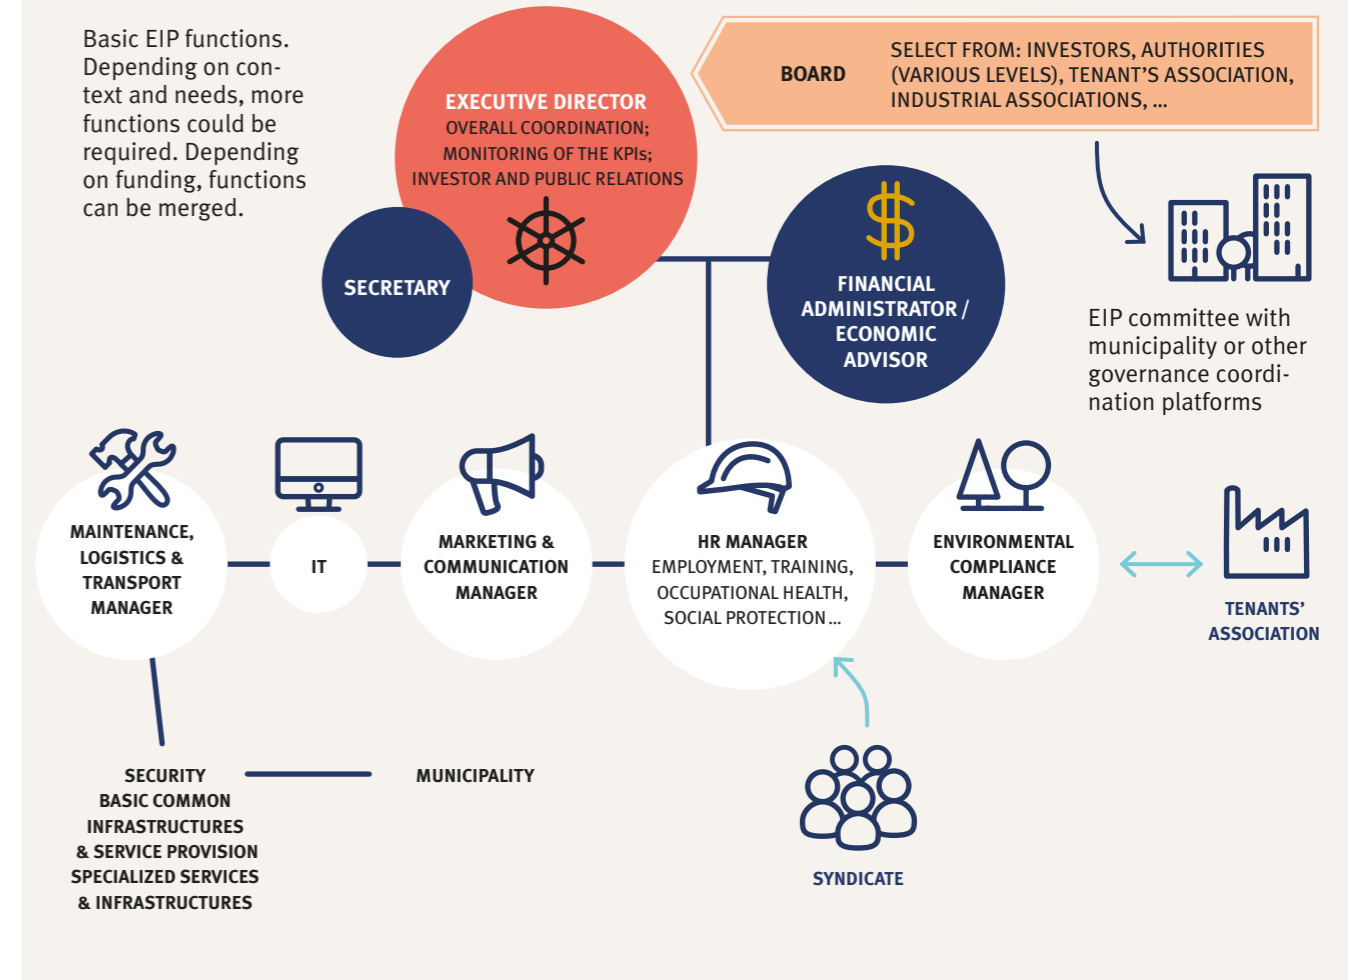 Basic EIP functions.
Depending on con-
text and needs, more
functions could be
required. Depending
on funding, functions
can be merged.
EXECUTIVE DIRECTOR
OVERALL COORDINATION;
MONITORING OF THE KPIs;
INVESTOR AND PUBLIC RELATIONS
SECRETARY
BOARD
SELECT FROM: INVESTORS, AUTHORITIES
(VARIOUS LEVELS), TENANT’S ASSOCIATION,
INDUSTRIAL ASSOCIATIONS, ...
FINANCIAL
ADMINISTRATOR /
ECONOMIC
ADVISOR
EIP committee with
municipality or other
governance coordi-
nation platforms
MAINTENANCE,
LOGISTICS &
TRANSPORT
MANAGER
IT
MARKETING &
COMMUNICATION
MANAGER
HR MANAGER
EMPLOYMENT, TRAINING,
OCCUPATIONAL HEALTH,
SOCIAL PROTECTION ...
ENVIRONMENTAL
COMPLIANCE
MANAGER
TENANTS’
ASSOCIATION
SECURITY
BASIC COMMON
INFRASTRUCTURES
& SERVICE PROVISION
SPECIALIZED SERVICES
& INFRASTRUCTURES
MUNICIPALITY
SYNDICATE